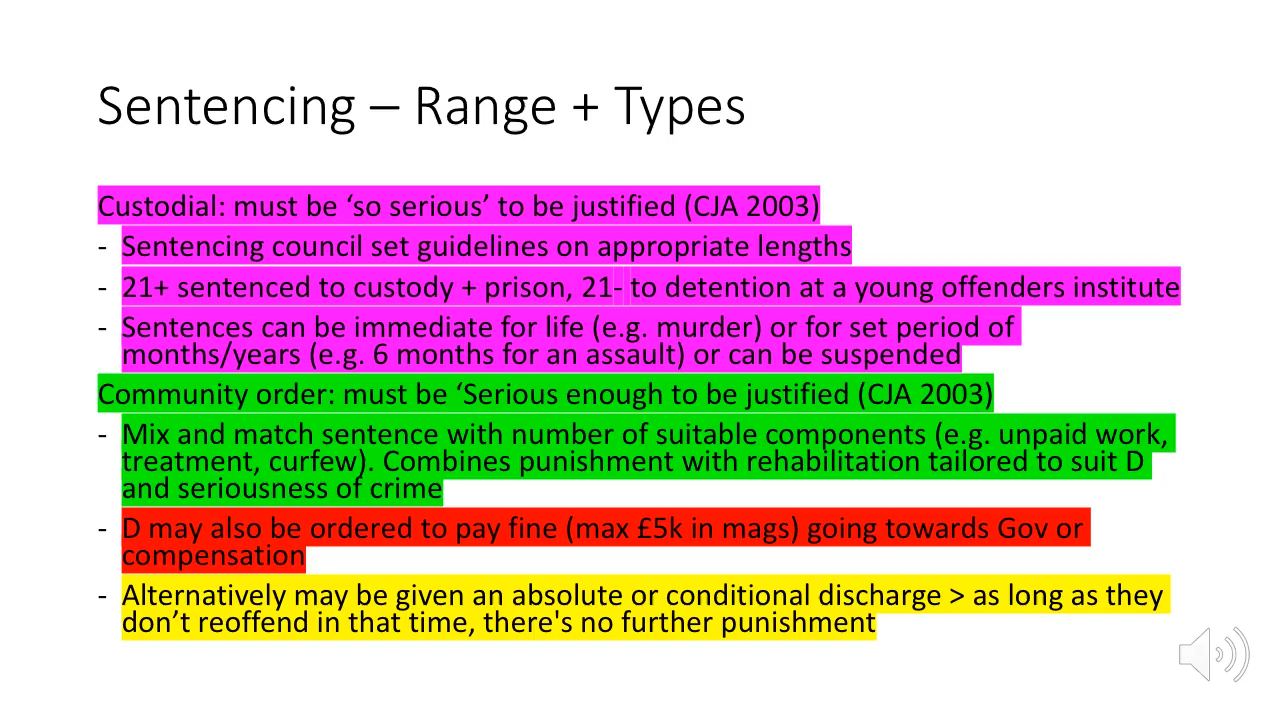 Sentencing – Range + Types
Custodial: must be ‘so serious’ to be justified (CJA 2003)
- Sentencing council set guidelines on appropriate lengths
- 21+ sentenced to custody + prison, 21- to detention at a young offenders institute
- Sentences can be immediate for life (e.g. murder) or for set period of
months/years (e.g. 6 months for an assault) or can be suspended
Community order: must be ‘Serious enough to be justified (CJA 2003)
- Mix and match sentence with number of suitable components (e.g. unpaid work,
treatment, curfew). Combines punishment with rehabilitation tailored to suit D
and seriousness of crime
- D may also be ordered to pay fine (max £5k in mags) going towards Gov or
compensation
- Alternatively may be given an absolute or conditional discharge > as long as they
don’t reoffend in that time, there's no further punishment